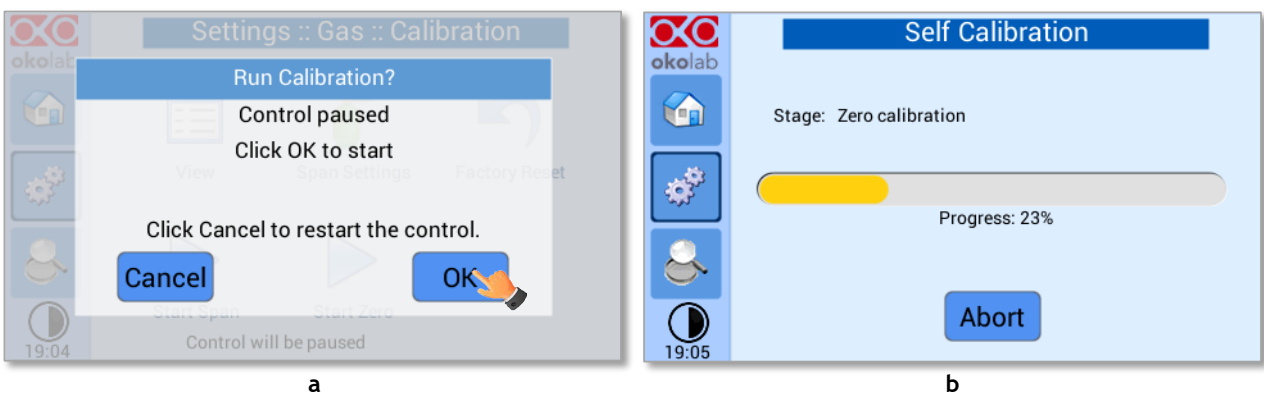 okolab
Settings :: Gas :: Calibration
Run Calibration?
Control paused
Click OK to start
View
Span Settings
Factory Reset
Click Cancel to restart the control.
Cancel
OK
Start Span
Start Zero
Control will be paused
19:04
a
okolab
Self Calibration
Stage: Zero calibration
Progress: 23%
Abort
19:05
b